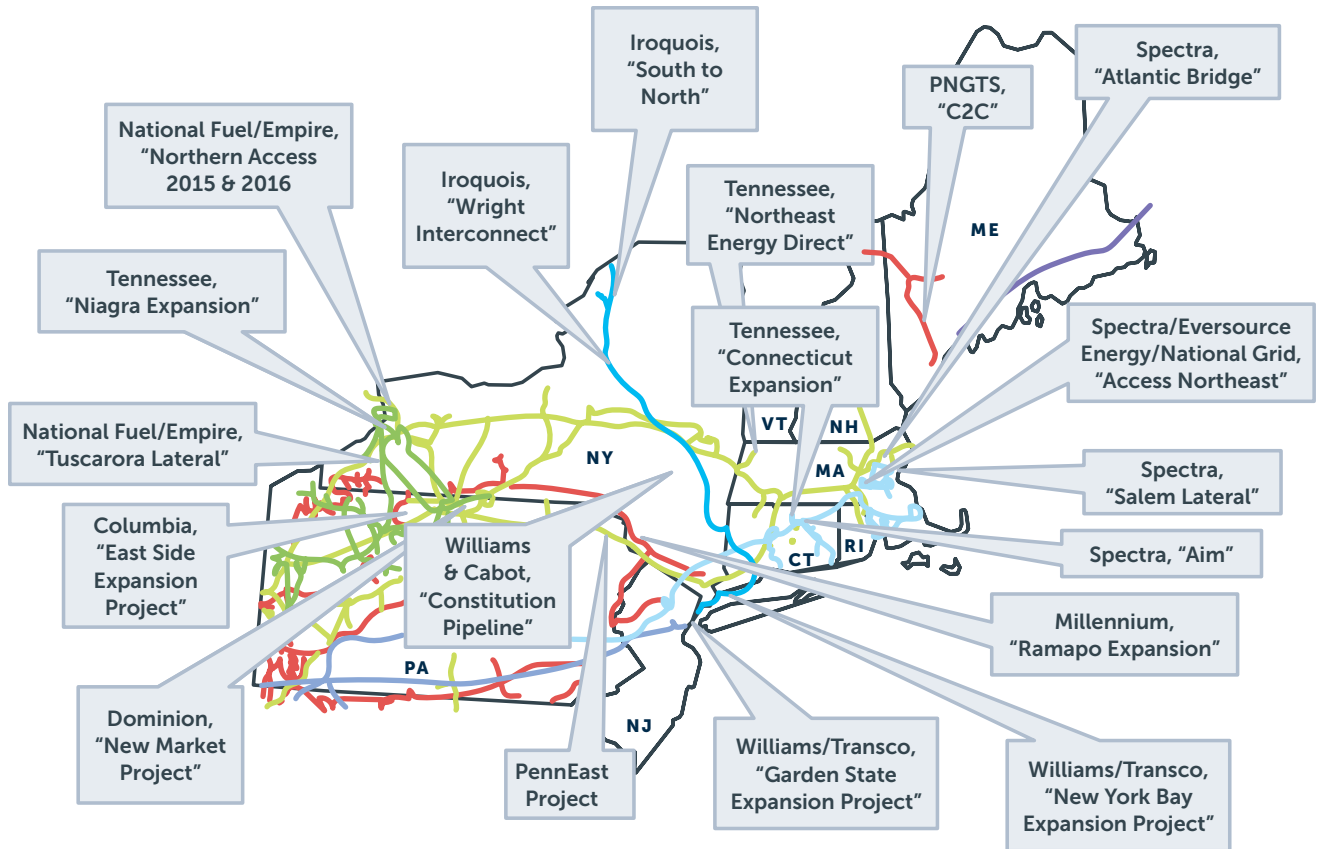 Iroquois,
“South to
North”
Spectra,
“Atlantic Bridge”
PNGTS,
“C2C”
National Fuel/Empire,
“Northern Access
2015 & 2016
Iroquois,
“Wright
Interconnect”
Tennessee,
“Northeast
Energy Direct”
ME
Tennessee,
“Niagra Expansion”
Tennessee,
“Connecticut
Expansion”
Spectra/Eversource
Energy/National Grid,
“Access Northeast”
National Fuel/Empire,
“Tuscarora Lateral”
VT
NH
NY
MA
Spectra,
“Salem Lateral”
Columbia,
“East Side
Expansion
Project”
Williams
& Cabot,
“Constitution
Pipeline”
CT
RI
Spectra, “Aim”
Millennium,
“Ramapo Expansion”
PA
NJ
Dominion,
“New Market
Project”
PennEast
Project
Williams/Transco,
“Garden State
Expansion Project”
Williams/Transco,
“New York Bay
Expansion Project”